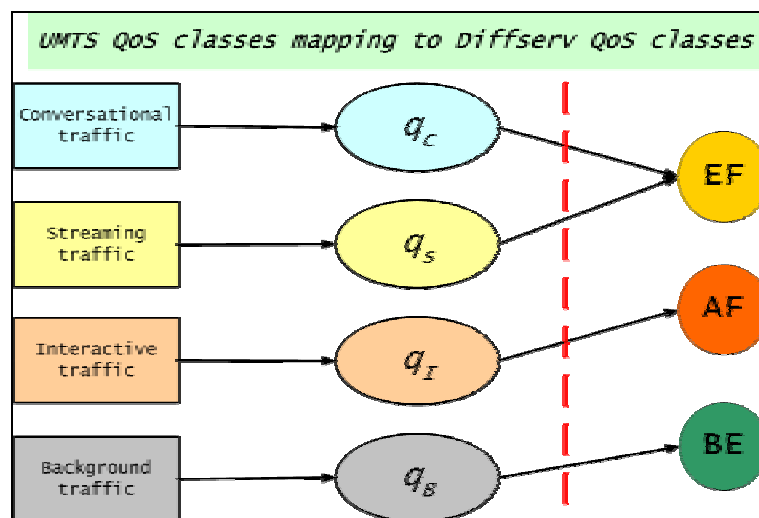 UMTS QoS classes mapping to Diffserv QoS classes
Conversational
traffic
q_C
EF
Streaming
traffic
q_S
AF
Interactive
traffic
q_I
BE
Background
traffic
q_B